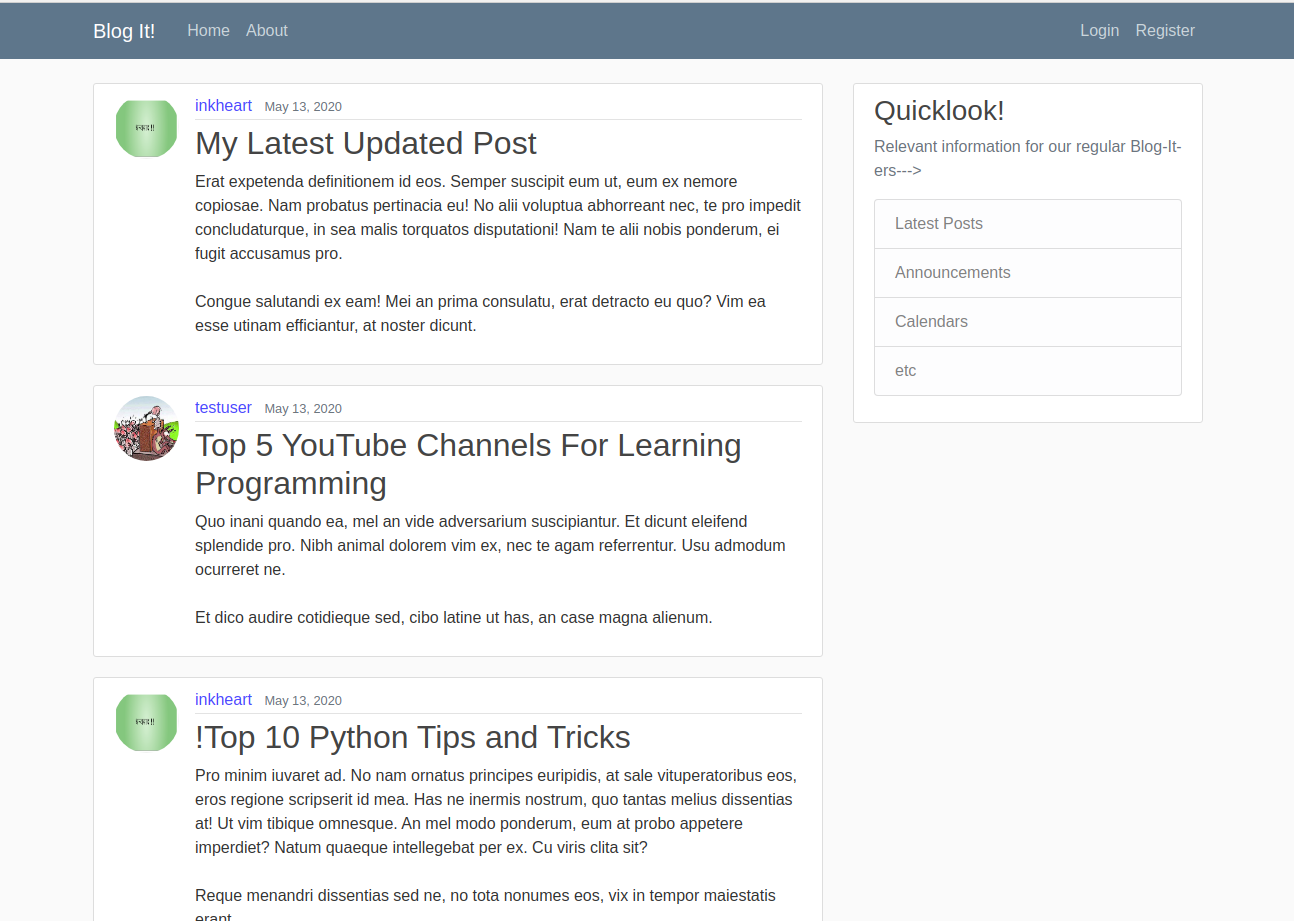 Blog It! Home About Login Register
inkheart May 13, 2020
My Latest Updated Post
Erat expetenda definitionem id eos. Semper suscipit eum ut, eum ex nemore
copiosae. Nam probatus pertinacia eu! No alii voluptua abhorreant nec, te pro impedit
concludaturque, in sea malis torquatos disputationi! Nam te alii nobis ponderum, ei
fugit accusamus pro.
Congue salutandi ex eam! Mei an prima consulatu, erat detracto eu quo? Vim ea
esse utinam efficiantur, at noster dicunt.
testuser May 13, 2020
Top 5 YouTube Channels For Learning
Programming
Quo inani quando ea, mel an vide adversarium suscipiantur. Et dicunt eleifend
splendide pro. Nibh animal dolorem vim ex, nec te agam referrentur. Usu admodum
ocurreret ne.
Et dico audire cotidieque sed, cibo latine ut has, an case magna alienum.
inkheart May 13, 2020
!Top 10 Python Tips and Tricks
Pro minim iuvaret ad. No nam ornatus principes euripidis, at sale vituperatoribus eos,
eros regione scripserit id mea. Has ne inermis nostrum, quo tantas melius dissentias
at! Ut vim tibique omnesque. An mel modo ponderum, eum at probo appetere
imperdiet? Natum quaeque intellegebat per ex. Cu viris clita sit?
Reque menandri dissentias sed ne, no tota nonumes eos, vix in tempor maiestatis
erant
Quicklook!
Relevant information for our regular Blog-It-
ers--->
Latest Posts
Announcements
Calendars
etc